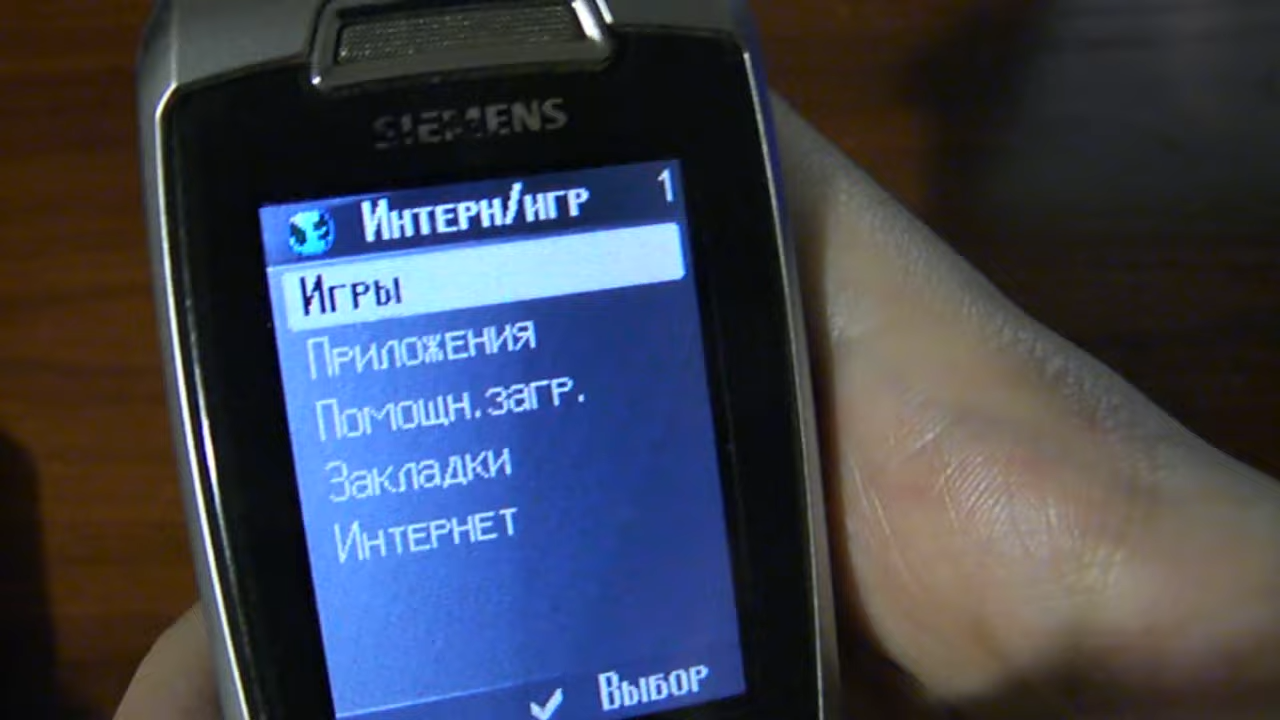 SIEMENS
Интерн/игр 1
Игры
Приложения
Помощн.загр.
Закладки
Интернет
Выбор